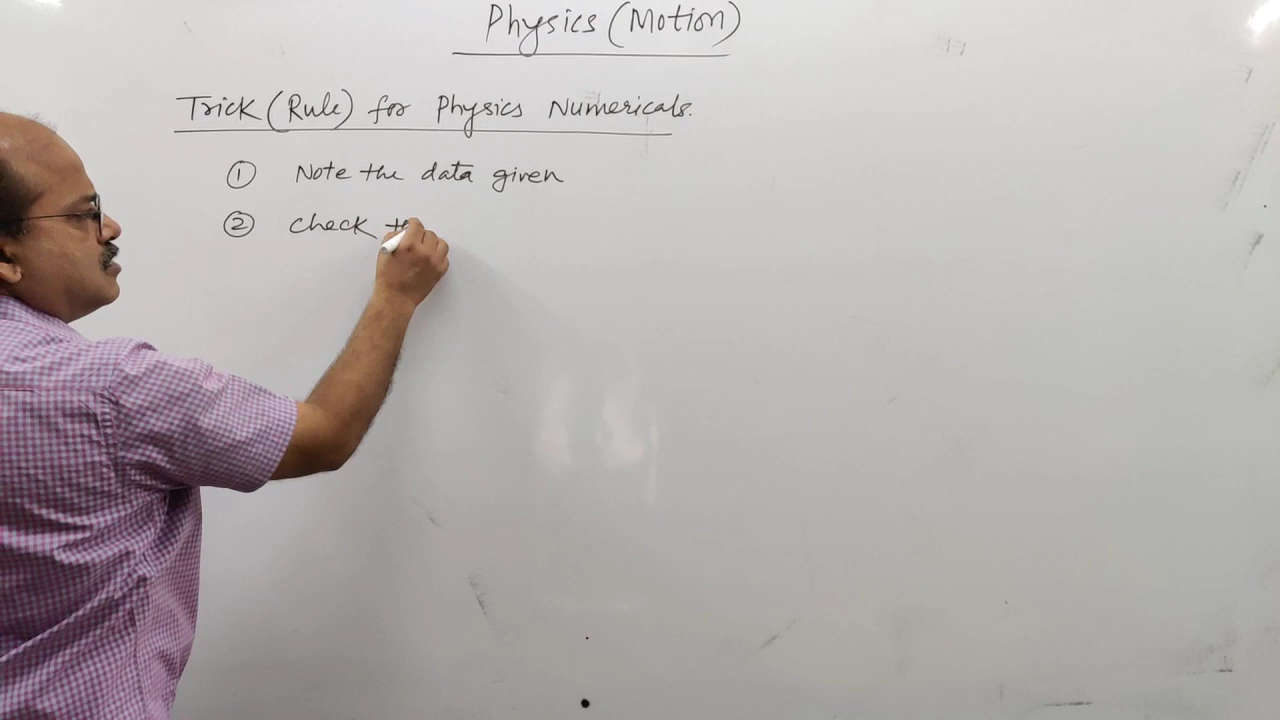 Physics (Motion)
Trick (Rule) for Physics Numericals.
① Note the data given
② Check